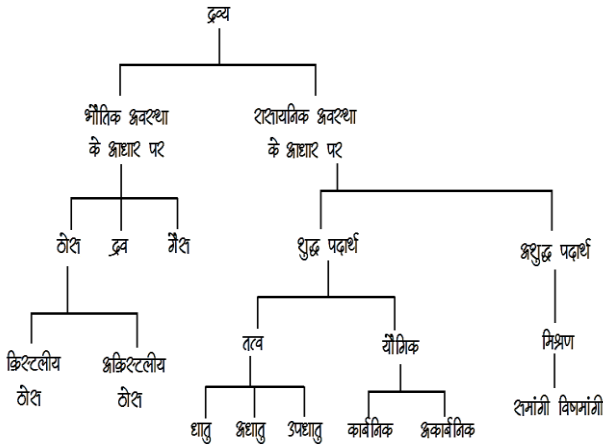 द्रव्य
भौतिक अवस्था
के आधार पर
रासायनिक अवस्था
के आधार पर
ठोस द्रव गैस
शुद्ध पदार्थ
अशुद्ध पदार्थ
क्रिस्टलीय
ठोस
अक्रिस्टलीय
ठोस
तत्व
यौगिक
मिश्रण
धातु अधातु उपधातु
कार्बनिक अकार्बनिक
समांगी विषमांगी